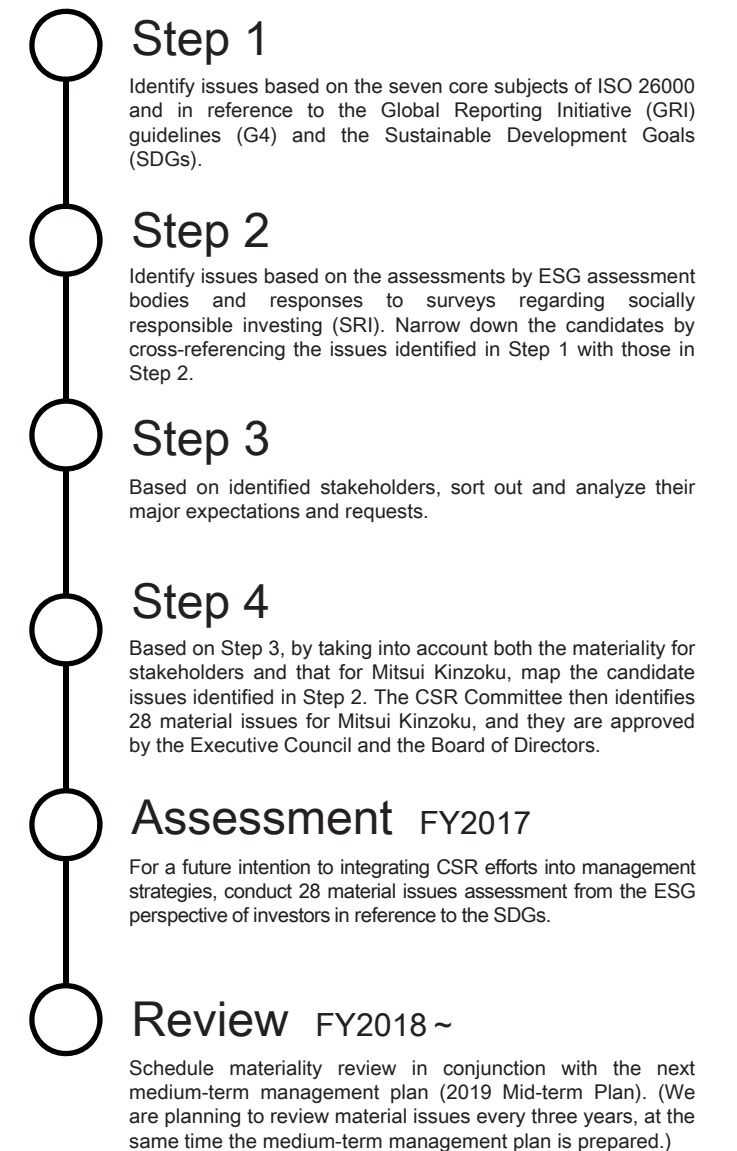 Step 1
Identify issues based on the seven core subjects of ISO 26000
and in reference to the Global Reporting Initiative (GRI)
guidelines (G4) and the Sustainable Development Goals
(SDGs).
Step 2
Identify issues based on the assessments by ESG assessment
bodies and responses to surveys regarding socially
responsible investing (SRI). Narrow down the candidates by
cross-referencing the issues identified in Step 1 with those in
Step 2.
Step 3
Based on identified stakeholders, sort out and analyze their
major expectations and requests.
Step 4
Based on Step 3, by taking into account both the materiality for
stakeholders and that for Mitsui Kinzoku, map the candidate
issues identified in Step 2. The CSR Committee then identifies
28 material issues for Mitsui Kinzoku, and they are approved
by the Executive Council and the Board of Directors.
Assessment FY2017
For a future intention to integrating CSR efforts into management
strategies, conduct 28 material issues assessment from the ESG
perspective of investors in reference to the SDGs.
Review FY2018 ~
Schedule materiality review in conjunction with the next
medium-term management plan (2019 Mid-term Plan). (We
are planning to review material issues every three years, at the
same time the medium-term management plan is prepared.)